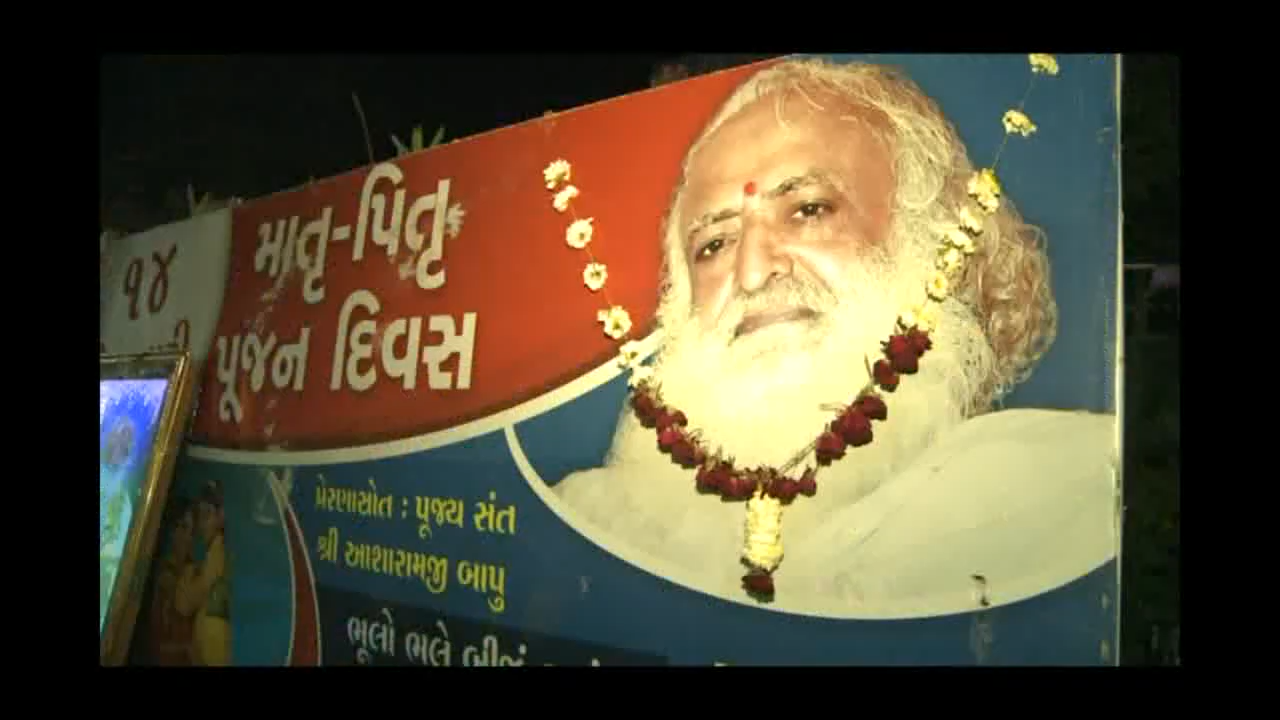 ૧૪
માતૃ-પિતૃ
પૂજન દિવસ
પ્રેરણાસ્રોત : પૂજ્ય સંત
શ્રી આશારામજી બાપુ
ભૂલો ભલે બીજું